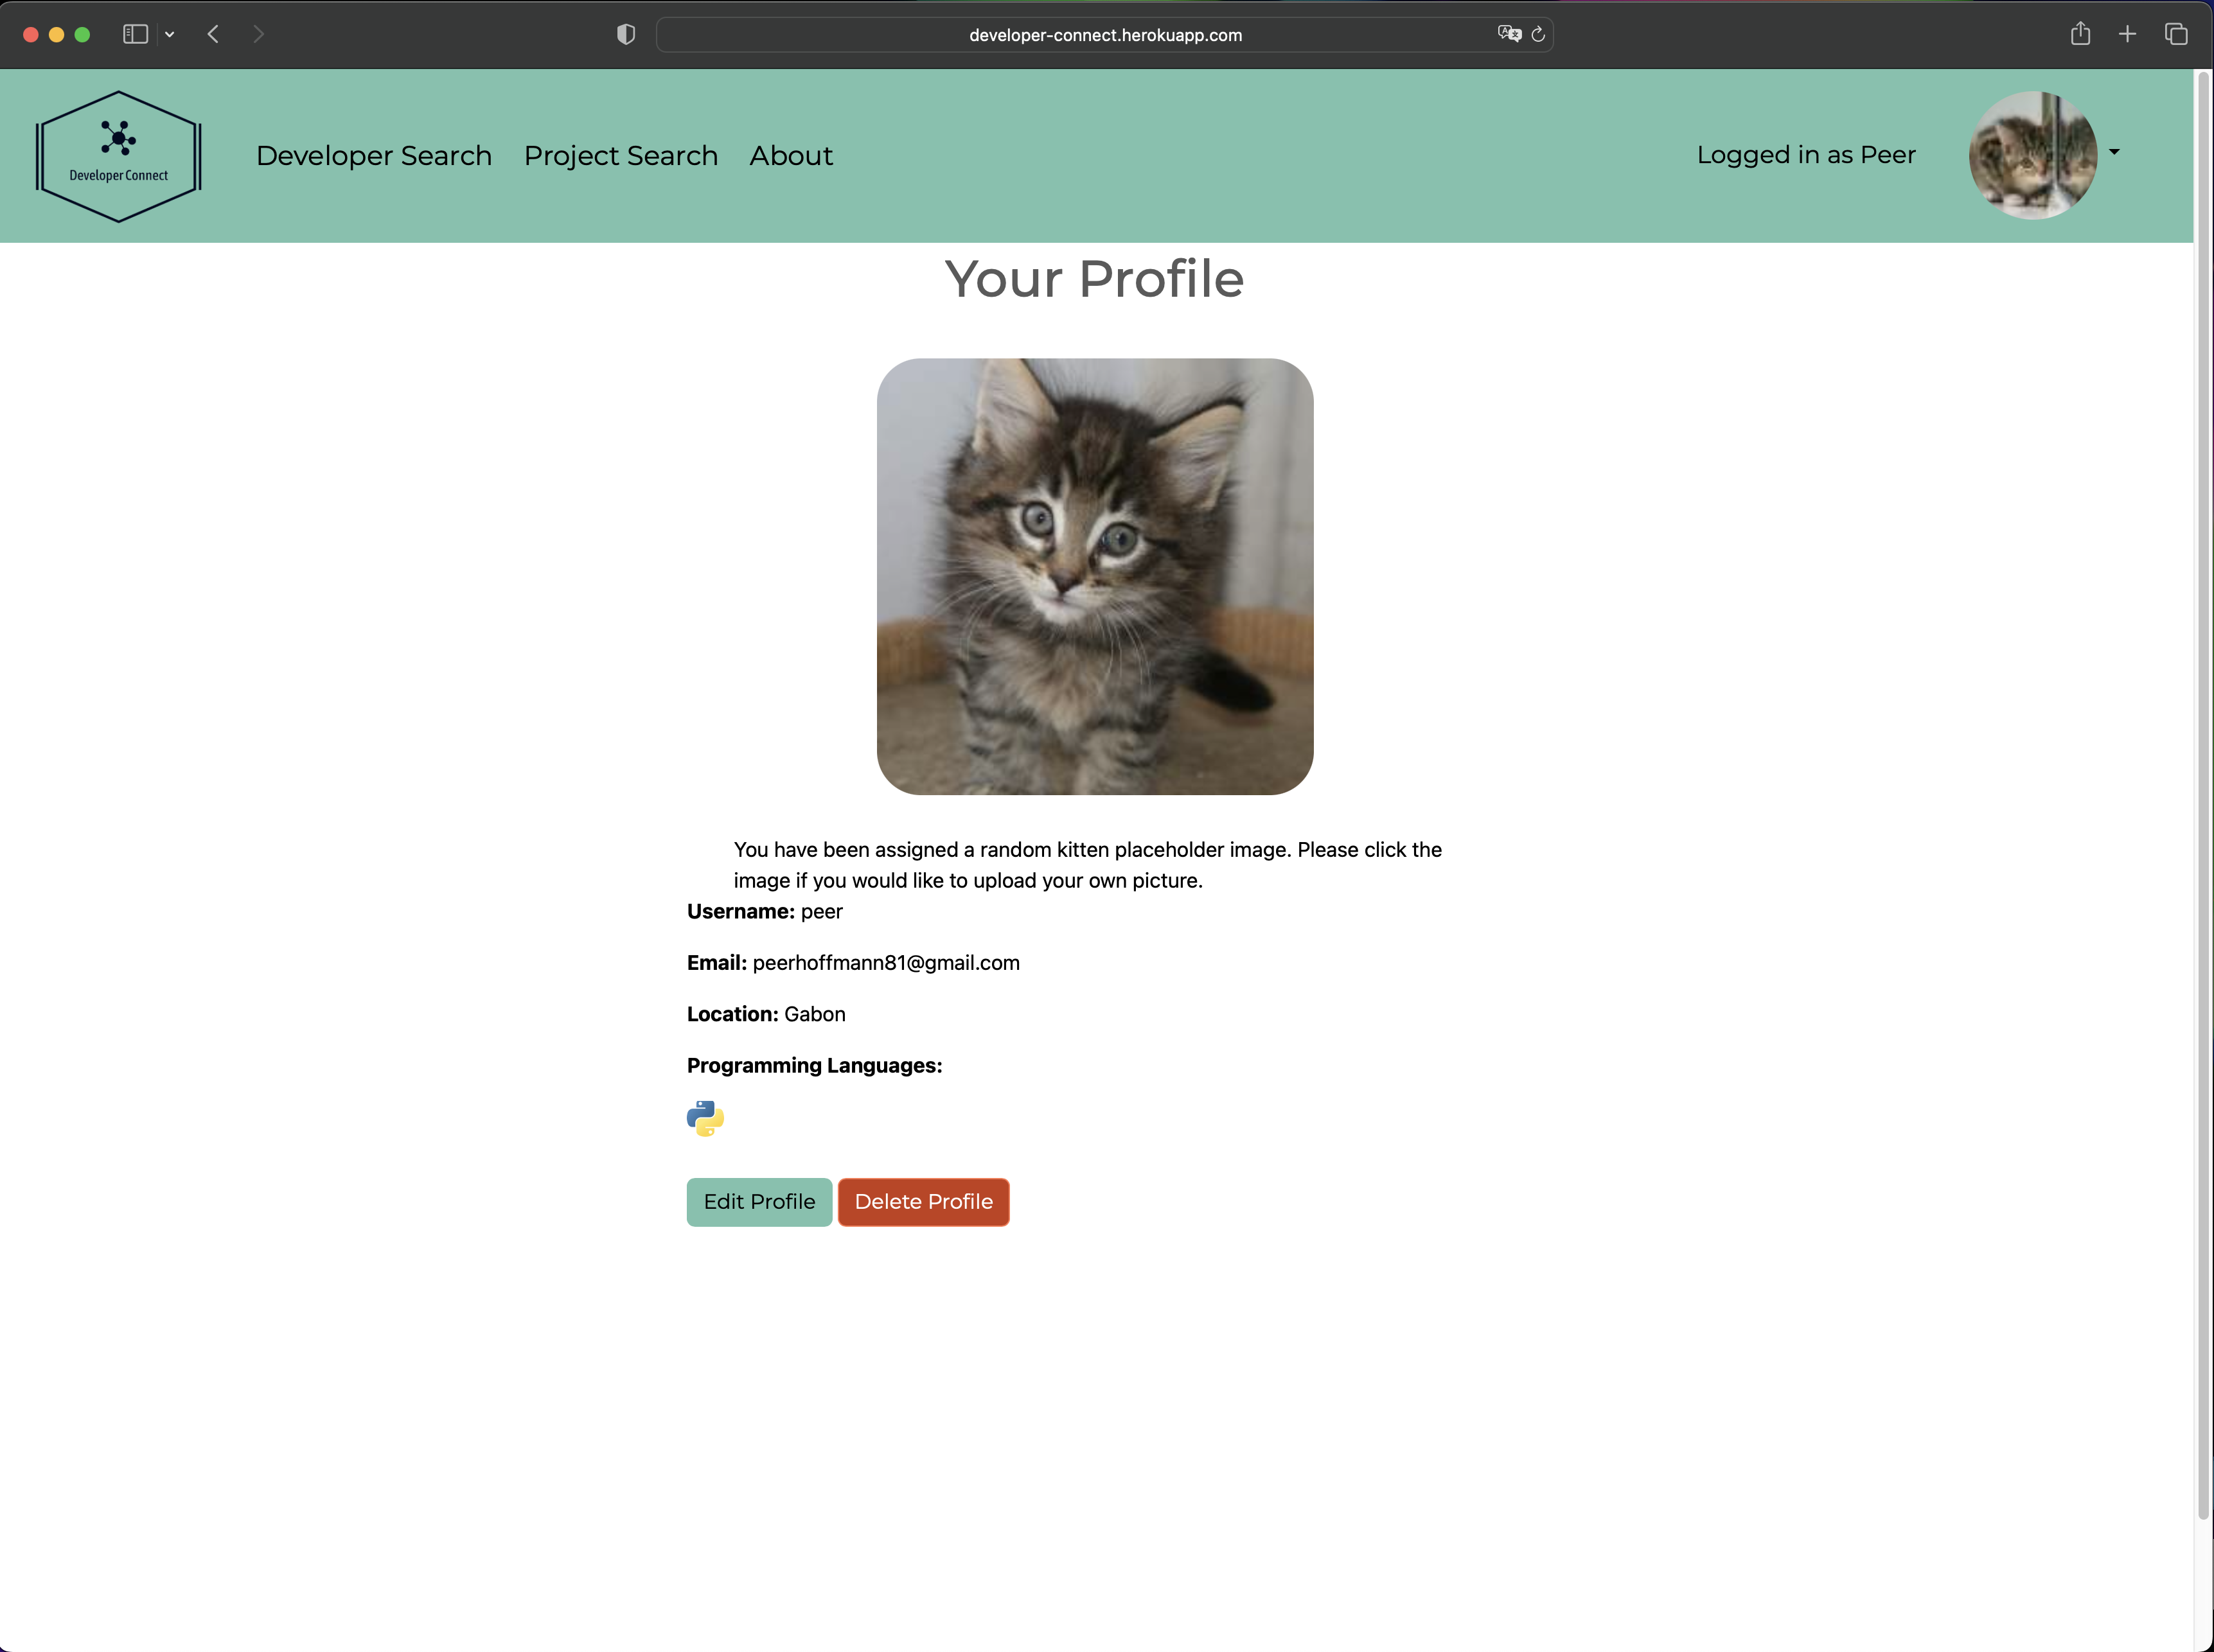 developer-connect.herokuapp.com
Developer Connect
Developer Search
Project Search
About
Logged in as Peer
Your Profile
You have been assigned a random kitten placeholder image. Please click the
image if you would like to upload your own picture.
Username: peer
Email: peerhoffmann81@gmail.com
Location: Gabon
Programming Languages:
Edit Profile
Delete Profile